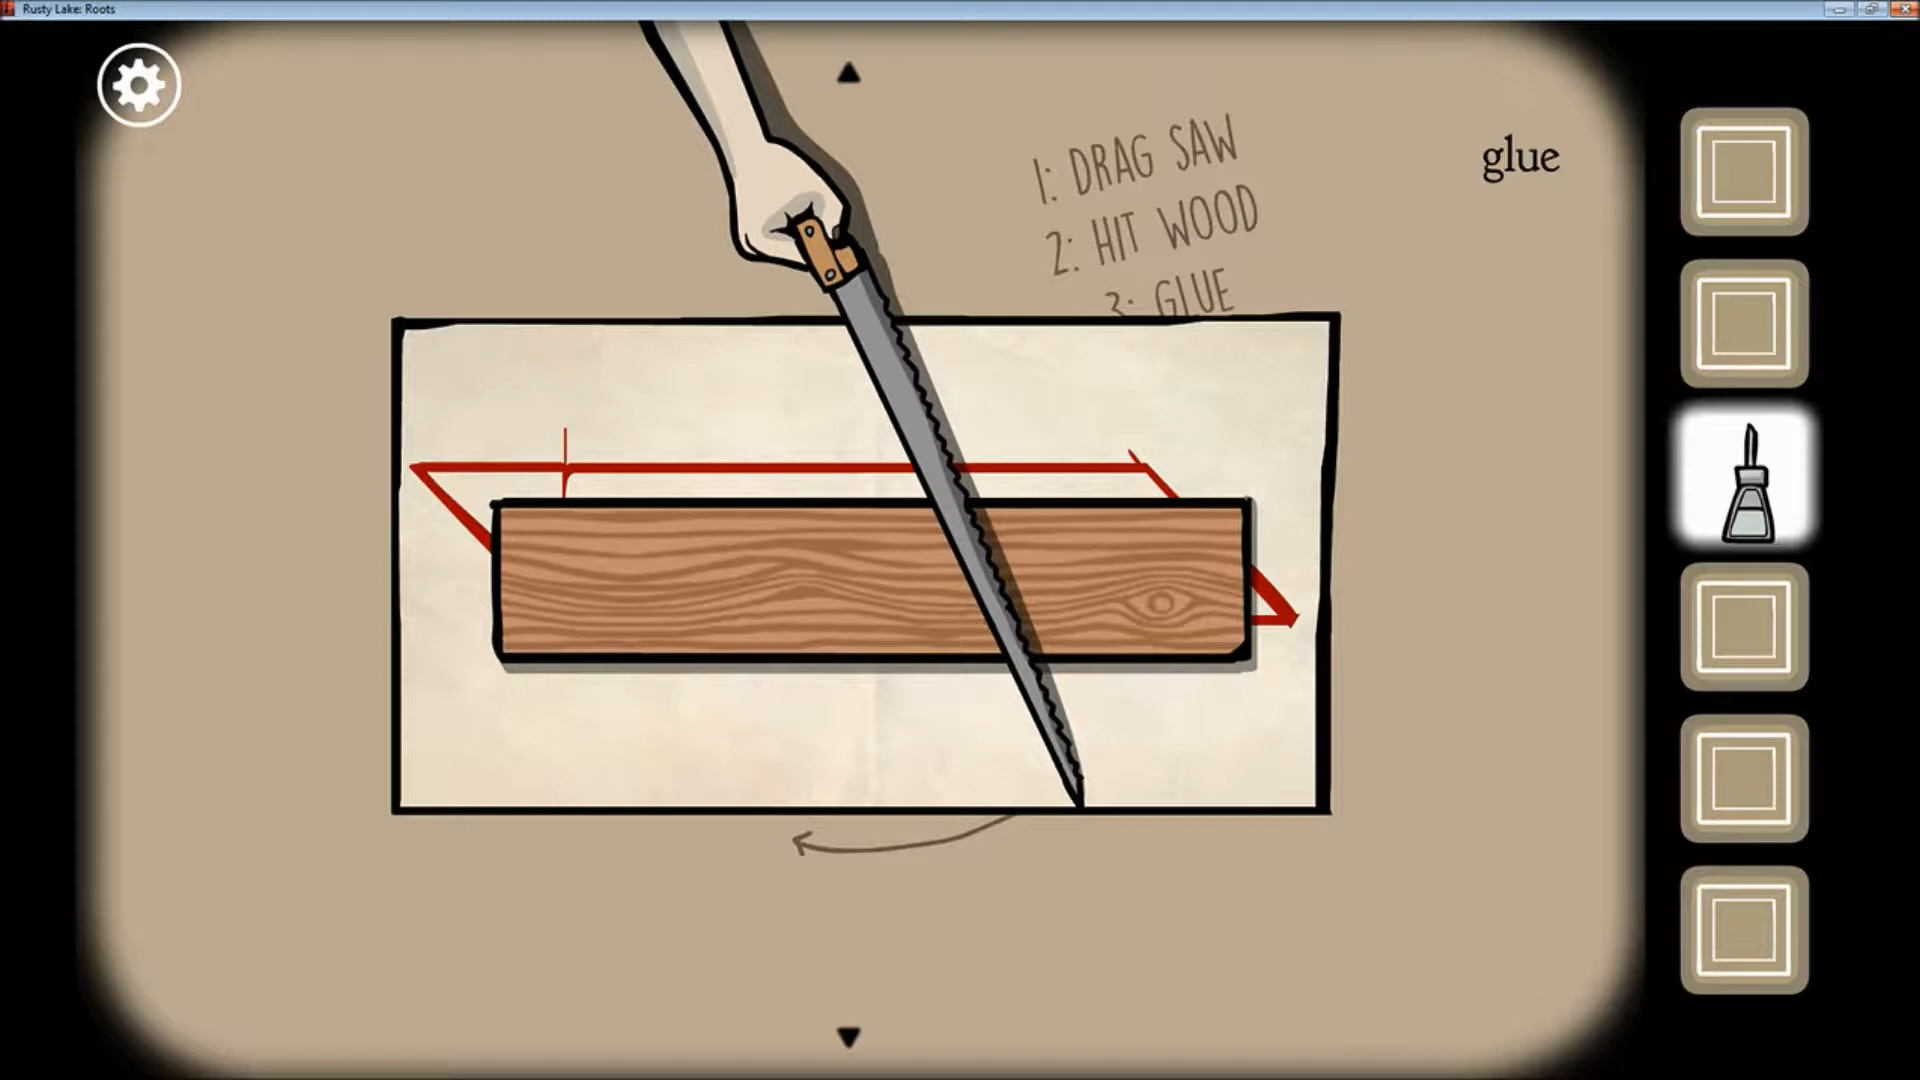 Rusty Lake: Roots
1: DRAG SAW
2: HIT WOOD
3: GLUE
glue